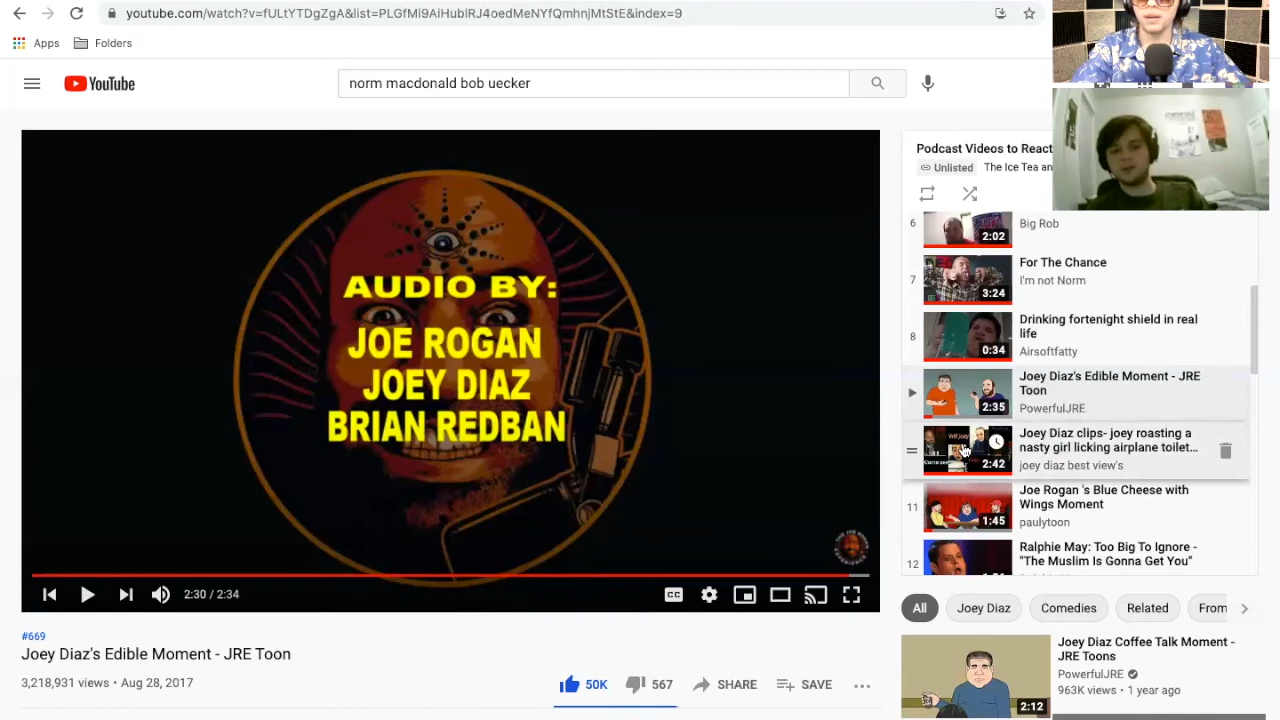 youtube.com/watch?v=fULtYTDgZgA&list=PLGfMi9AiHublRJ4oedMeNYfQmhnjMtStE&index=9
Apps
Folders
YouTube
norm macdonald bob uecker
AUDIO BY:
JOE ROGAN
JOEY DIAZ
BRIAN REDBAN
2:30 / 2:34
CC
#669
Joey Diaz's Edible Moment - JRE Toon
3,218,931 views • Aug 28, 2017
50K
567
SHARE
SAVE
Podcast Videos to React
Unlisted
The Ice Tea an
6
2:02
Big Rob
7
3:24
For The Chance
I'm not Norm
8
0:34
Drinking fortenight shield in real
life
Airsoftfatty
2:35
Joey Diaz's Edible Moment - JRE
Toon
PowerfulJRE
2:42
Joey Diaz clips- joey roasting a
nasty girl licking airplane toilet...
joey diaz best view's
11
1:45
Joe Rogan 's Blue Cheese with
Wings Moment
paulytoon
12
Ralphie May: Too Big To Ignore -
"The Muslim Is Gonna Get You"
All
Joey Diaz
Comedies
Related
From
2:12
Joey Diaz Coffee Talk Moment -
JRE Toons
PowerfulJRE
963K views • 1 year ago